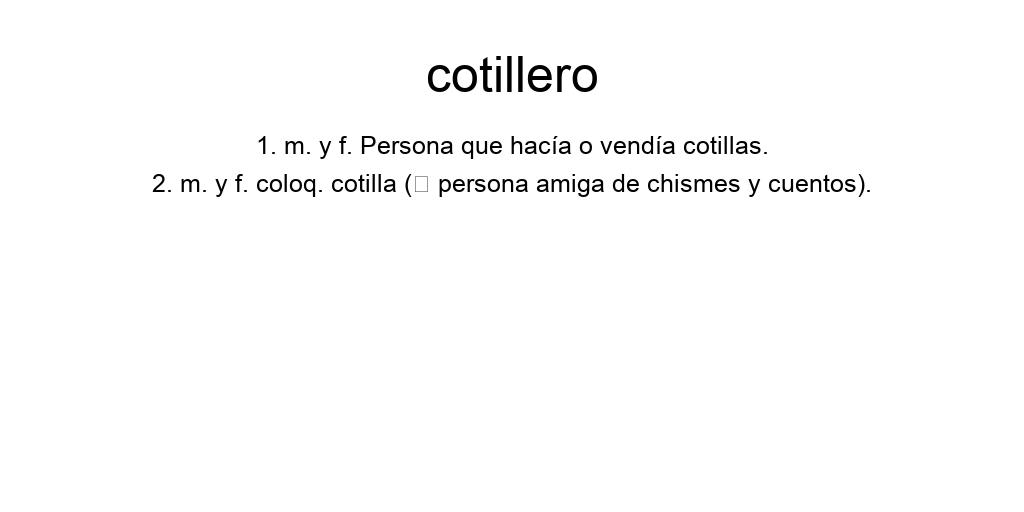 cotillero
1. m. y f. Persona que hacía o vendía cotillas.
2. m. y f. coloq. cotilla (▯ persona amiga de chismes y cuentos).